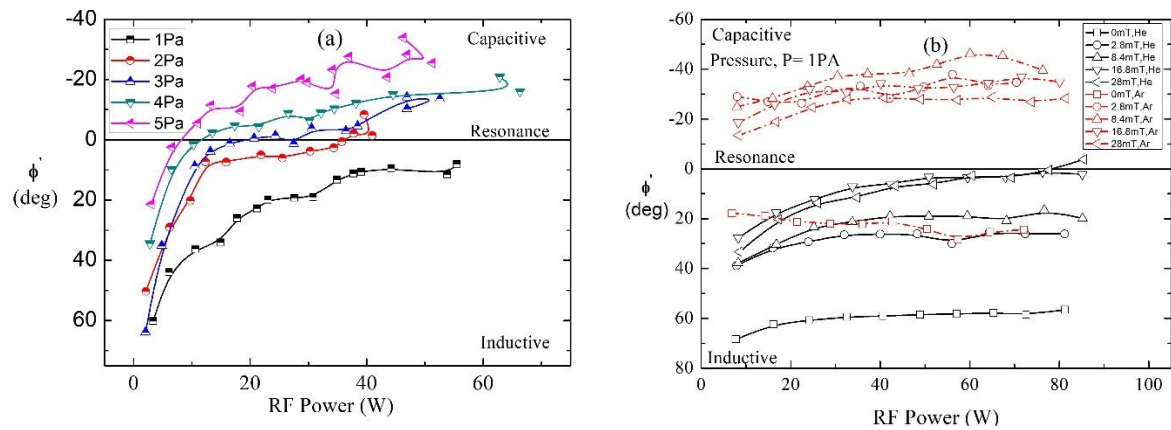 -40
-20
0
20
40
60
ϕ'
(deg)
1Pa
2Pa
3Pa
4Pa
5Pa
(a)
Capacitive
Resonance
Inductive
0
20
40
60
80
RF Power (W)
-60
-40
-20
0
20
40
60
80
ϕ'
(deg)
Capacitive
(b)
Pressure, P= 1PA
Resonance
Inductive
0mT,He
2.8mT,He
8.4mT,He
16.8mT,He
28mT,He
0mT,Ar
2.8mT,Ar
8.4mT,Ar
16.8mT,Ar
28mT,Ar
0
20
40
60
80
100
RF Power (W)